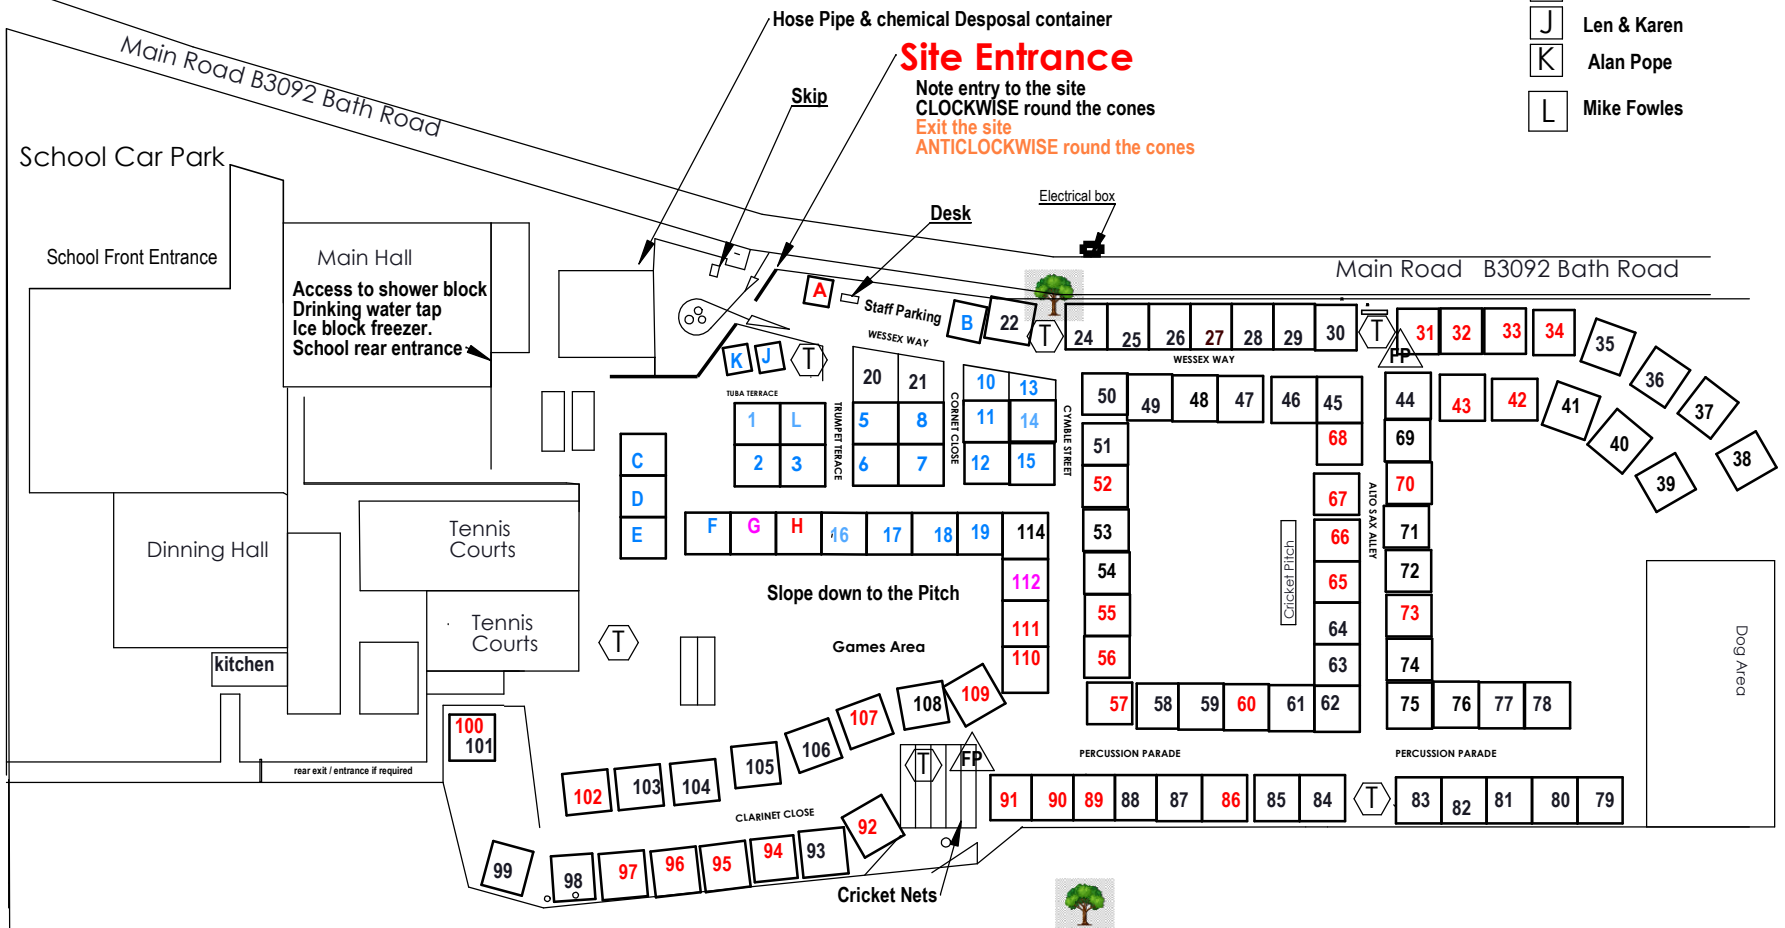 Hose Pipe & chemical Desposal container
J Len & Karen
K Alan Pope
L Mike Fowles
Main Road B3092 Bath Road
Site Entrance
Note entry to the site
CLOCKWISE round the cones
Exit the site
ANTICLOCKWISE round the cones
Skip
School Car Park
Electrical box
Desk
School Front Entrance
Main Hall
Access to shower block
Drinking water tap
Ice block freezer.
School rear entrance
Main Road B3092 Bath Road
A
Staff Parking
B 22
T
24 25 26 27 28 29 30
T
FP
31 32 33 34 35 36 37 38
WESSEX WAY
WESSEX WAY
K J T
20 21
10 13
50 49 48 47 46 45
44 43 42 41 40 39
TUBA TERRACE
1 L
2 3
TRUMPET TERACE
5 8
6 7
CORNET CLOSE
11 14
12 15
CYMBLE STREET
51
52
53
54
55
56
68
67
66
65
64
63
ALTO SAX ALLEY
69
70
71
72
73
74
C
D
E
F G H 16 17 18 19 114
112
111
110
Cricket Pitch
Dinning Hall
Tennis
Courts
Tennis
Courts
T
kitchen
Slope down to the Pitch
Games Area
Dog Area
57 58 59 60 61 62
75 76 77 78
100
101
102 103 104 105 106 107 108 109
T
FP
PERCUSSION PARADE
PERCUSSION PARADE
rear exit / entrance if required
CLARINET CLOSE
91 90 89 88 87 86 85 84
T
83 82 81 80 79
99 98 97 96 95 94 93 92
Cricket Nets